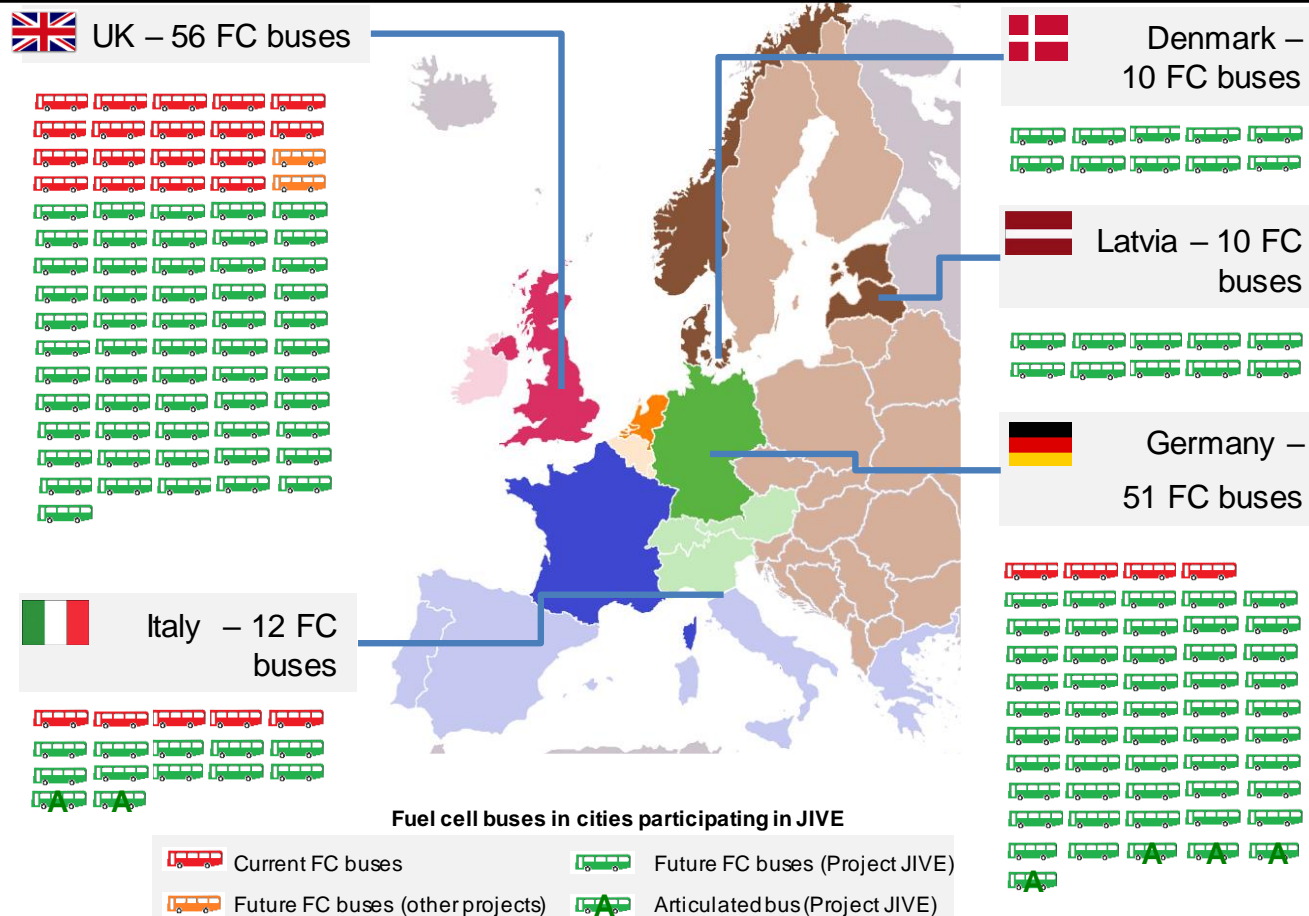 UK – 56 FC buses
Denmark –
10 FC buses
Latvia – 10 FC
buses
Germany –
51 FC buses
Italy – 12 FC
buses
A A
A A A
A
Fuel cell buses in cities participating in JIVE
Current FC buses
Future FC buses (Project JIVE)
Future FC buses (other projects)
A Articulated bus (Project JIVE)